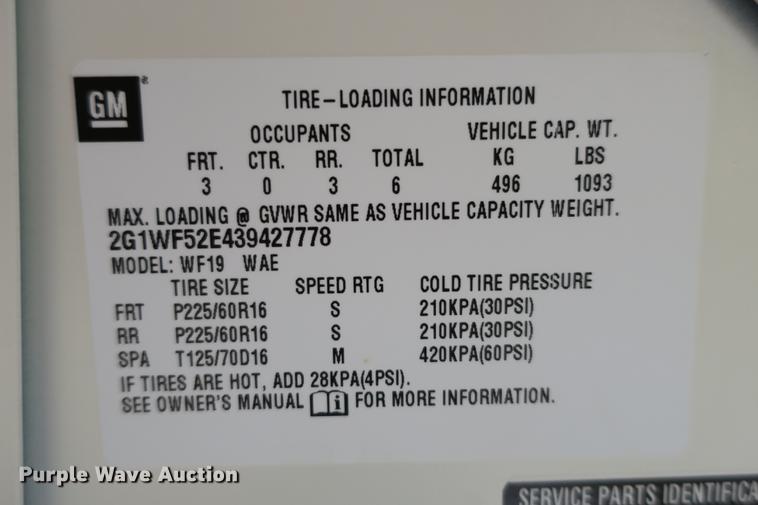 GM ®
TIRE-LOADING INFORMATION
OCCUPANTS VEHICLE CAP. WT.
FRT. CTR. RR. TOTAL KG LBS
3 0 3 6 496 1093
MAX. LOADING @ GVWR SAME AS VEHICLE CAPACITY WEIGHT.
2G1WF52E439427778
MODEL: WF19 WAE
TIRE SIZE SPEED RTG COLD TIRE PRESSURE
FRT P225/60R16 S 210KPA(30PSI)
RR P225/60R16 S 210KPA(30PSI)
SPA T125/70D16 M 420KPA(60PSI)
IF TIRES ARE HOT, ADD 28KPA(4PSI).
SEE OWNER'S MANUAL i FOR MORE INFORMATION.
Purple Wave Auction
SERVICE PARTS IDENTIFICA